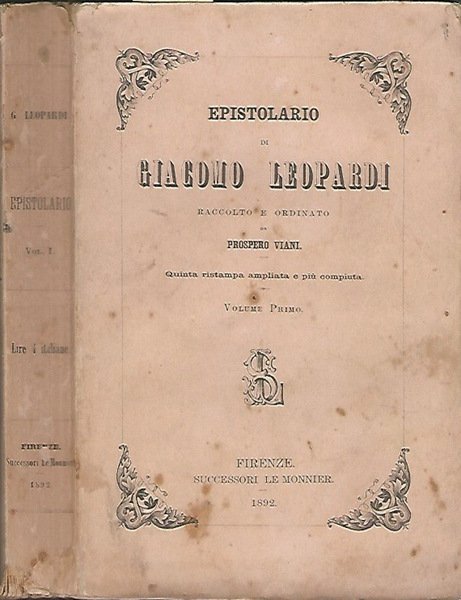 G. LEOPARDI
EPISTOLARIO
VOL. I.
Lire 4 italiane
FIRENZE.
Successori Le Monnier
1892
EPISTOLARIO
DI
GIACOMO LEOPARDI
RACCOLTO E ORDINATO
DA
PROSPERO VIANI.
Quinta ristampa ampliata e più compiuta.
VOLUME PRIMO.
FIRENZE.
SUCCESSORI LE MONNIER.
1892.